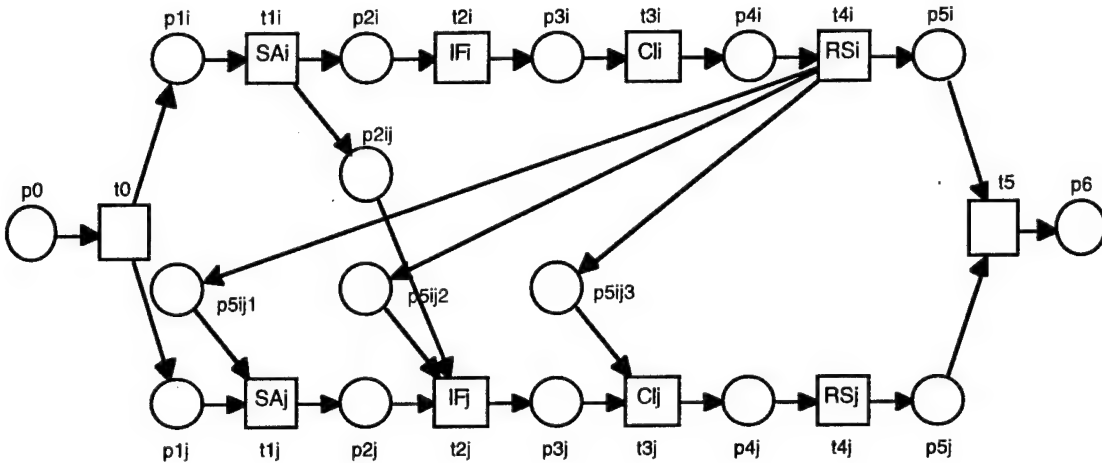 p1i t1i p2i t2i p3i t3i p4i t4i p5i
SAi IFi CIi RSi
p2ij
p0 t0 t5 p6
p5ij1 p5ij2 p5ij3
SAj IFj CIj RSj
p1j t1j p2j t2j p3j t3j p4j t4j p5j